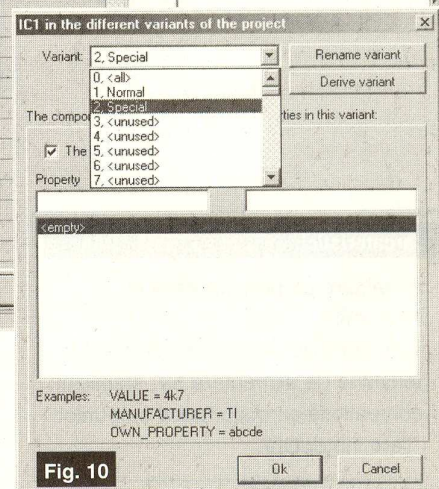 IC1 in the different variants of the project
Variant: 2, Special
Rename variant
0, <all>
1, Normal
2, Special
3, <unused>
4, <unused>
5, <unused>
6, <unused>
7, <unused>
Derive variant
The compo
ties in this variant:
The
Property
<empty>
Examples: VALUE = 4k7
MANUFACTURER = TI
OWN_PROPERTY = abcde
Fig. 10
Ok
Cancel